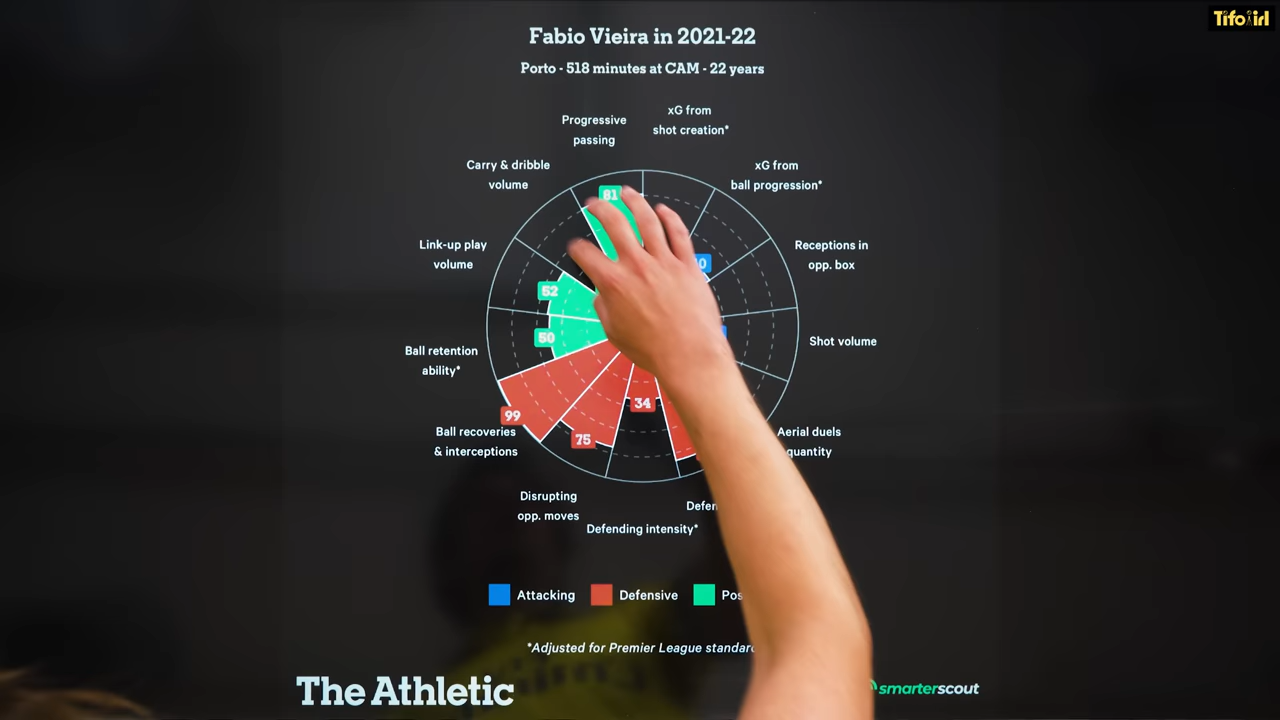 Tifo irl
Fabio Vieira in 2021-22
Porto - 518 minutes at CAM - 22 years
xG from
shot creation*
Progressive
passing
xG from
ball progression*
Carry & dribble
volume
81
Link-up play
volume
Receptions in
opp. box
52
50
Shot volume
Ball retention
ability*
34
99
75
Ball recoveries
& interceptions
Aerial duels
quantity
Disrupting
opp. moves
Defending intensity*
Attacking
Defensive
*Adjusted for Premier League
The Athletic
smarterscout